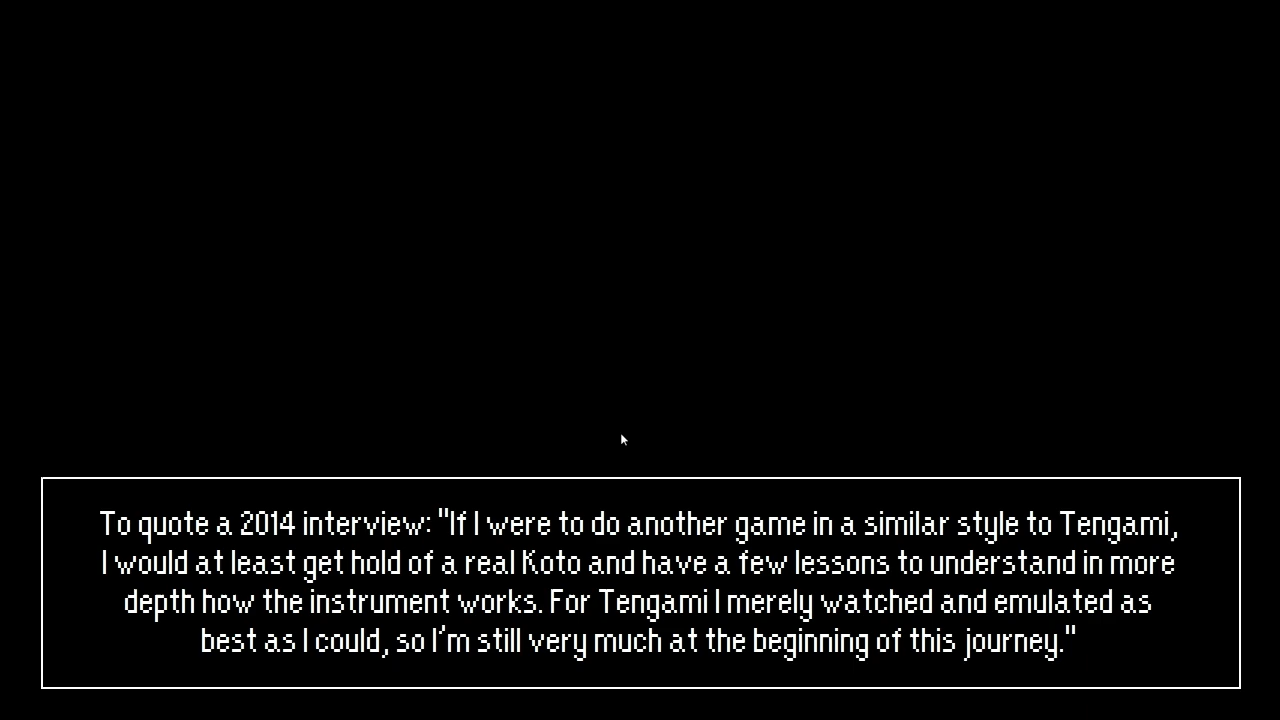 To quote a 2014 interview: "If I were to do another game in a similar style to Tengami,
I would at least get hold of a real Koto and have a few lessons to understand in more
depth how the instrument works. For Tengami I merely watched and emulated as
best as I could, so I'm still very much at the beginning of this journey."